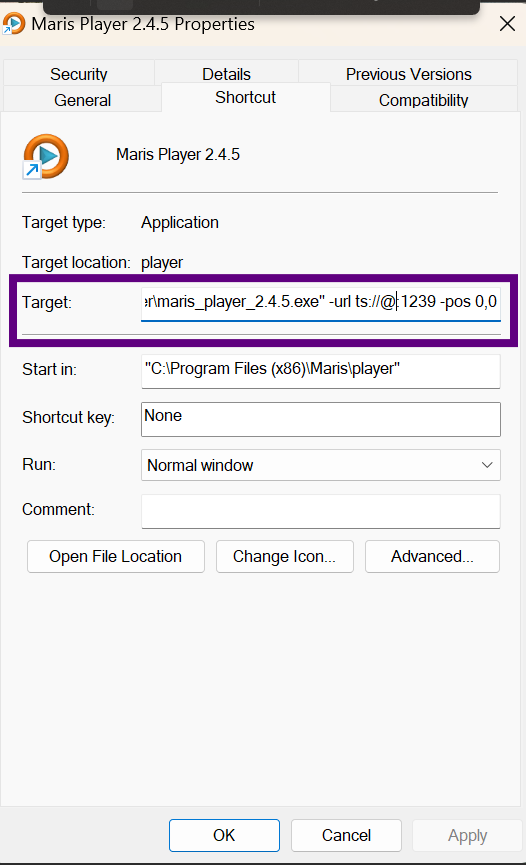 Maris Player 2.4.5 Properties
Security Details Previous Versions
General Shortcut Compatibility
Maris Player 2.4.5
Target type: Application
Target location: player
Target: er\maris_player_2.4.5.exe" -url ts://@:1239 -pos 0,0
Start in: "C:\Program Files (x86)\Maris\player"
Shortcut key: None
Run: Normal window
Comment:
Open File Location Change Icon... Advanced...
OK Cancel Apply